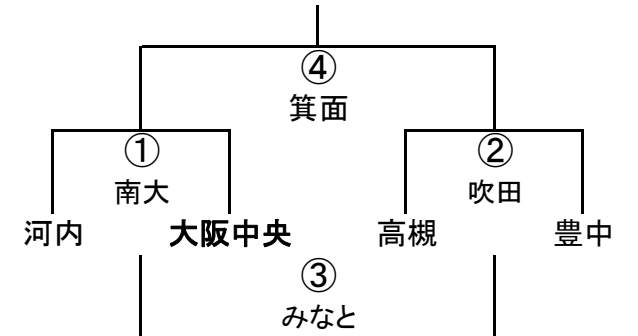 ④
箕面
① ②
南大 吹田
河内 大阪中央 高槻 豊中
③
みなと